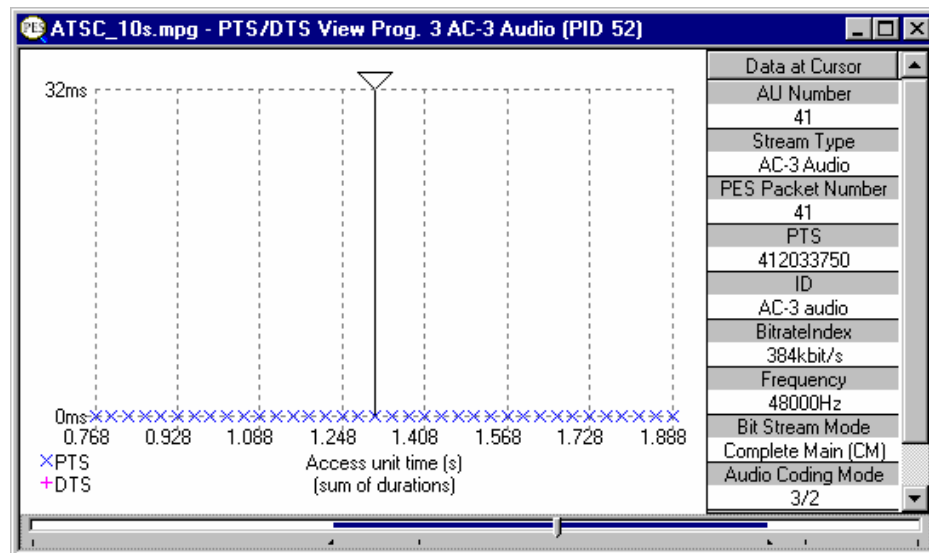 ATSC_10s.mpg - PTS/DTS View Prog. 3 AC-3 Audio (PID 52)
32ms
0ms
0.768 0.928 1.088 1.248 1.408 1.568 1.728 1.888
×PTS
+DTS
Access unit time (s)
(sum of durations)
Data at Cursor
AU Number
41
Stream Type
AC-3 Audio
PES Packet Number
41
PTS
412033750
ID
AC-3 audio
BitrateIndex
384kbit/s
Frequency
48000Hz
Bit Stream Mode
Complete Main (CM)
Audio Coding Mode
3/2